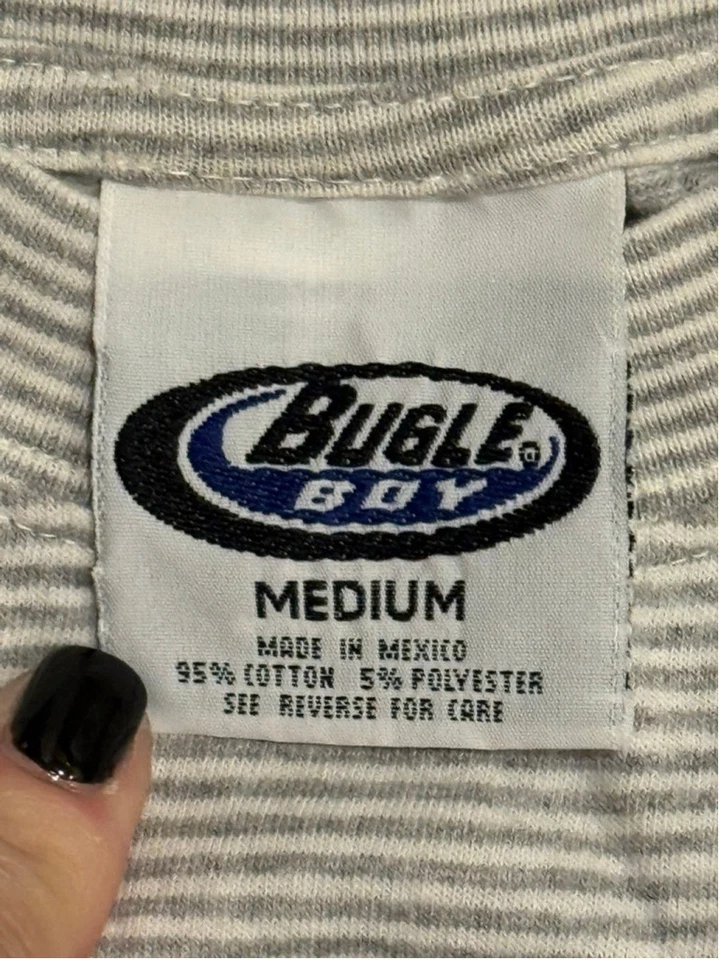 BUGLE®
BOY
MEDIUM
MADE IN MEXICO
95% COTTON 5% POLYESTER
SEE REVERSE FOR CARE